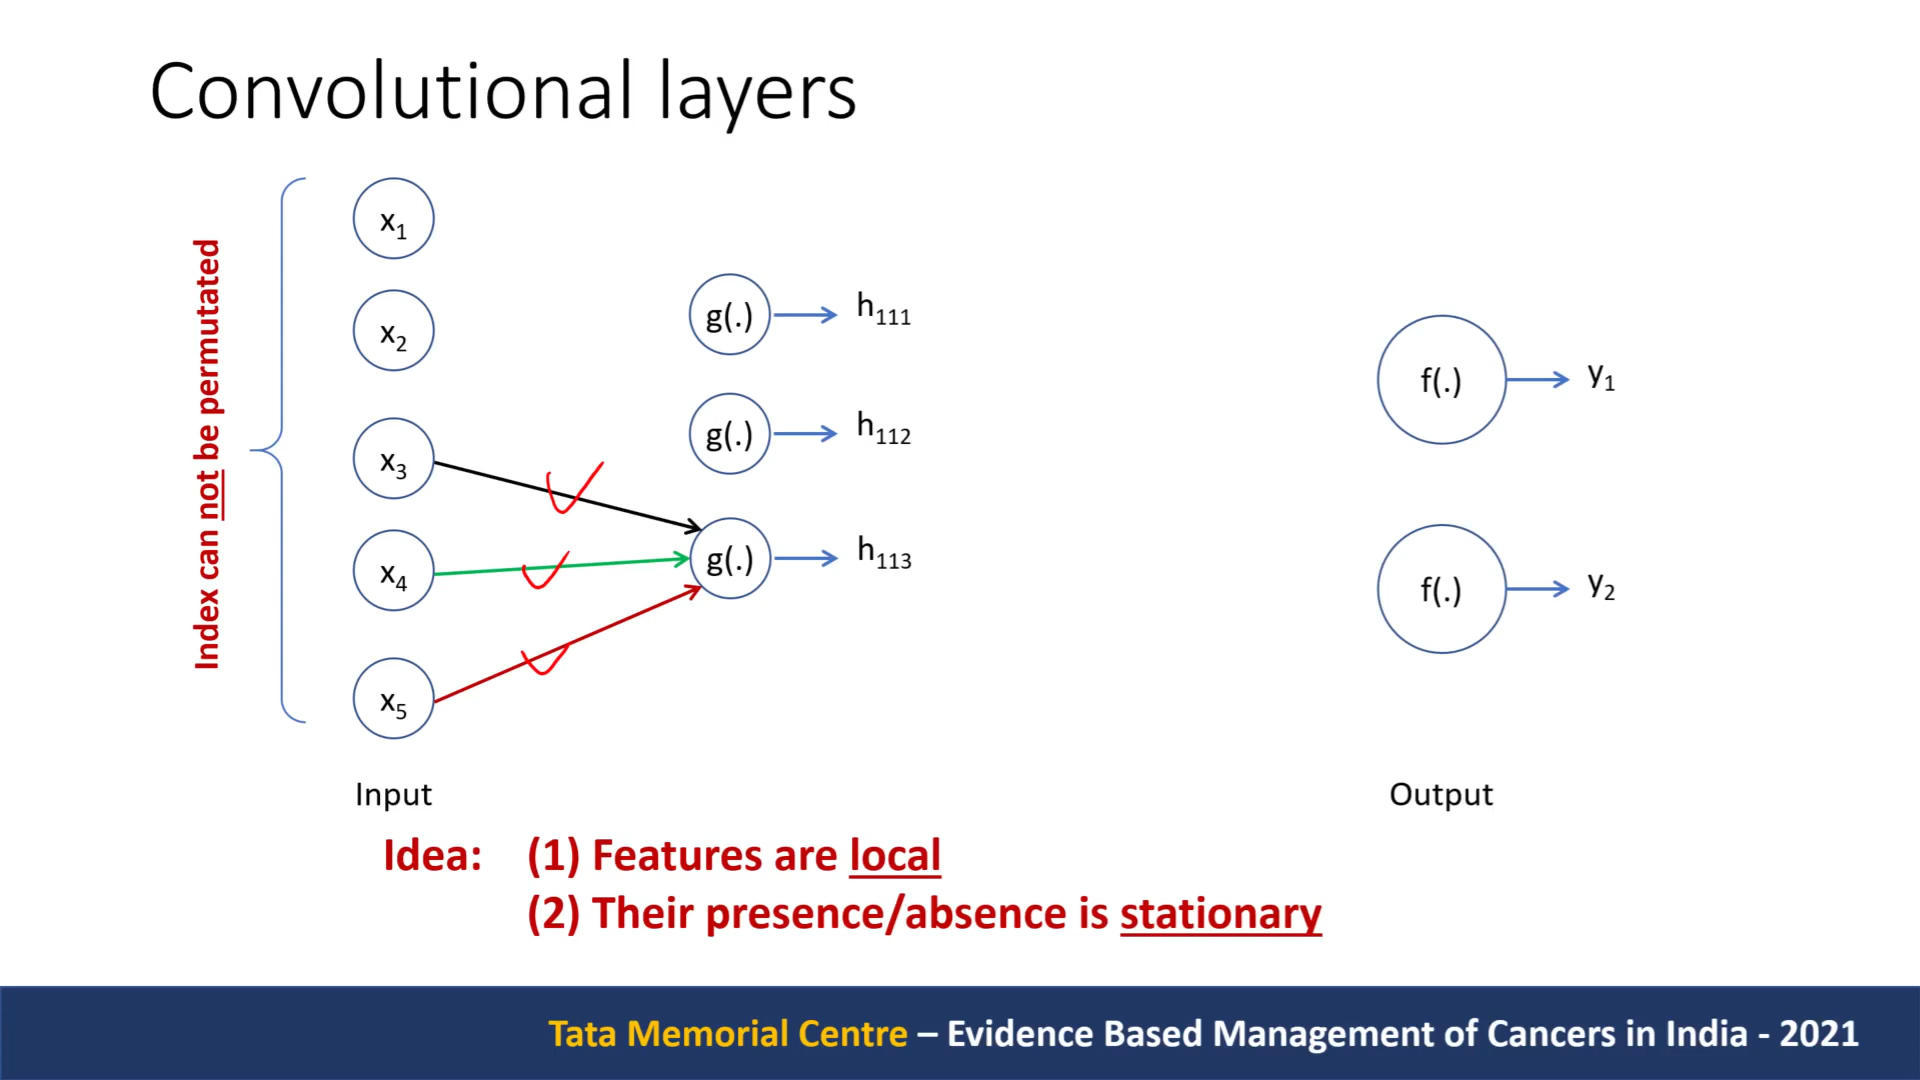 Convolutional layers
Index can not be permutated
x1
x2
x3
x4
x5
g(.)
h111
g(.)
h112
g(.)
h113
f(.)
y1
f(.)
y2
Input
Output
Idea: (1) Features are local
(2) Their presence/absence is stationary
Tata Memorial Centre – Evidence Based Management of Cancers in India - 2021